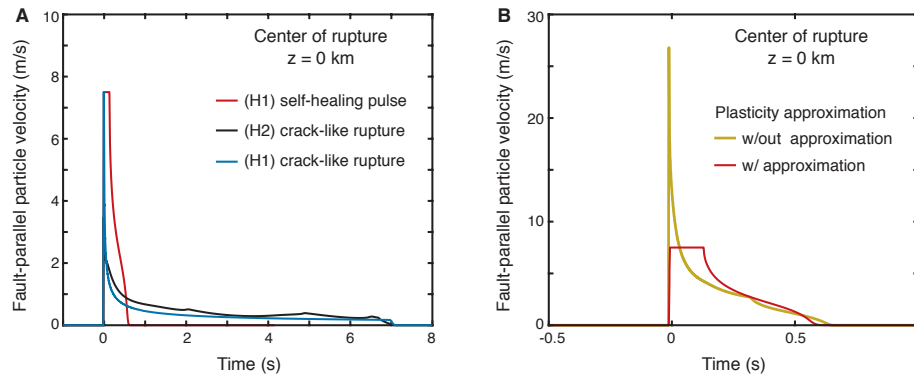 A
Fault-parallel particle velocity (m/s)
10
8
6
4
2
0
Center of rupture
z = 0 km
(H1) self-healing pulse
(H2) crack-like rupture
(H1) crack-like rupture
0
2
4
6
8
Time (s)
B
Fault-parallel particle velocity (m/s)
30
20
10
0
Center of rupture
z = 0 km
Plasticity approximation
w/out approximation
w/ approximation
-0.5
0
0.5
Time (s)